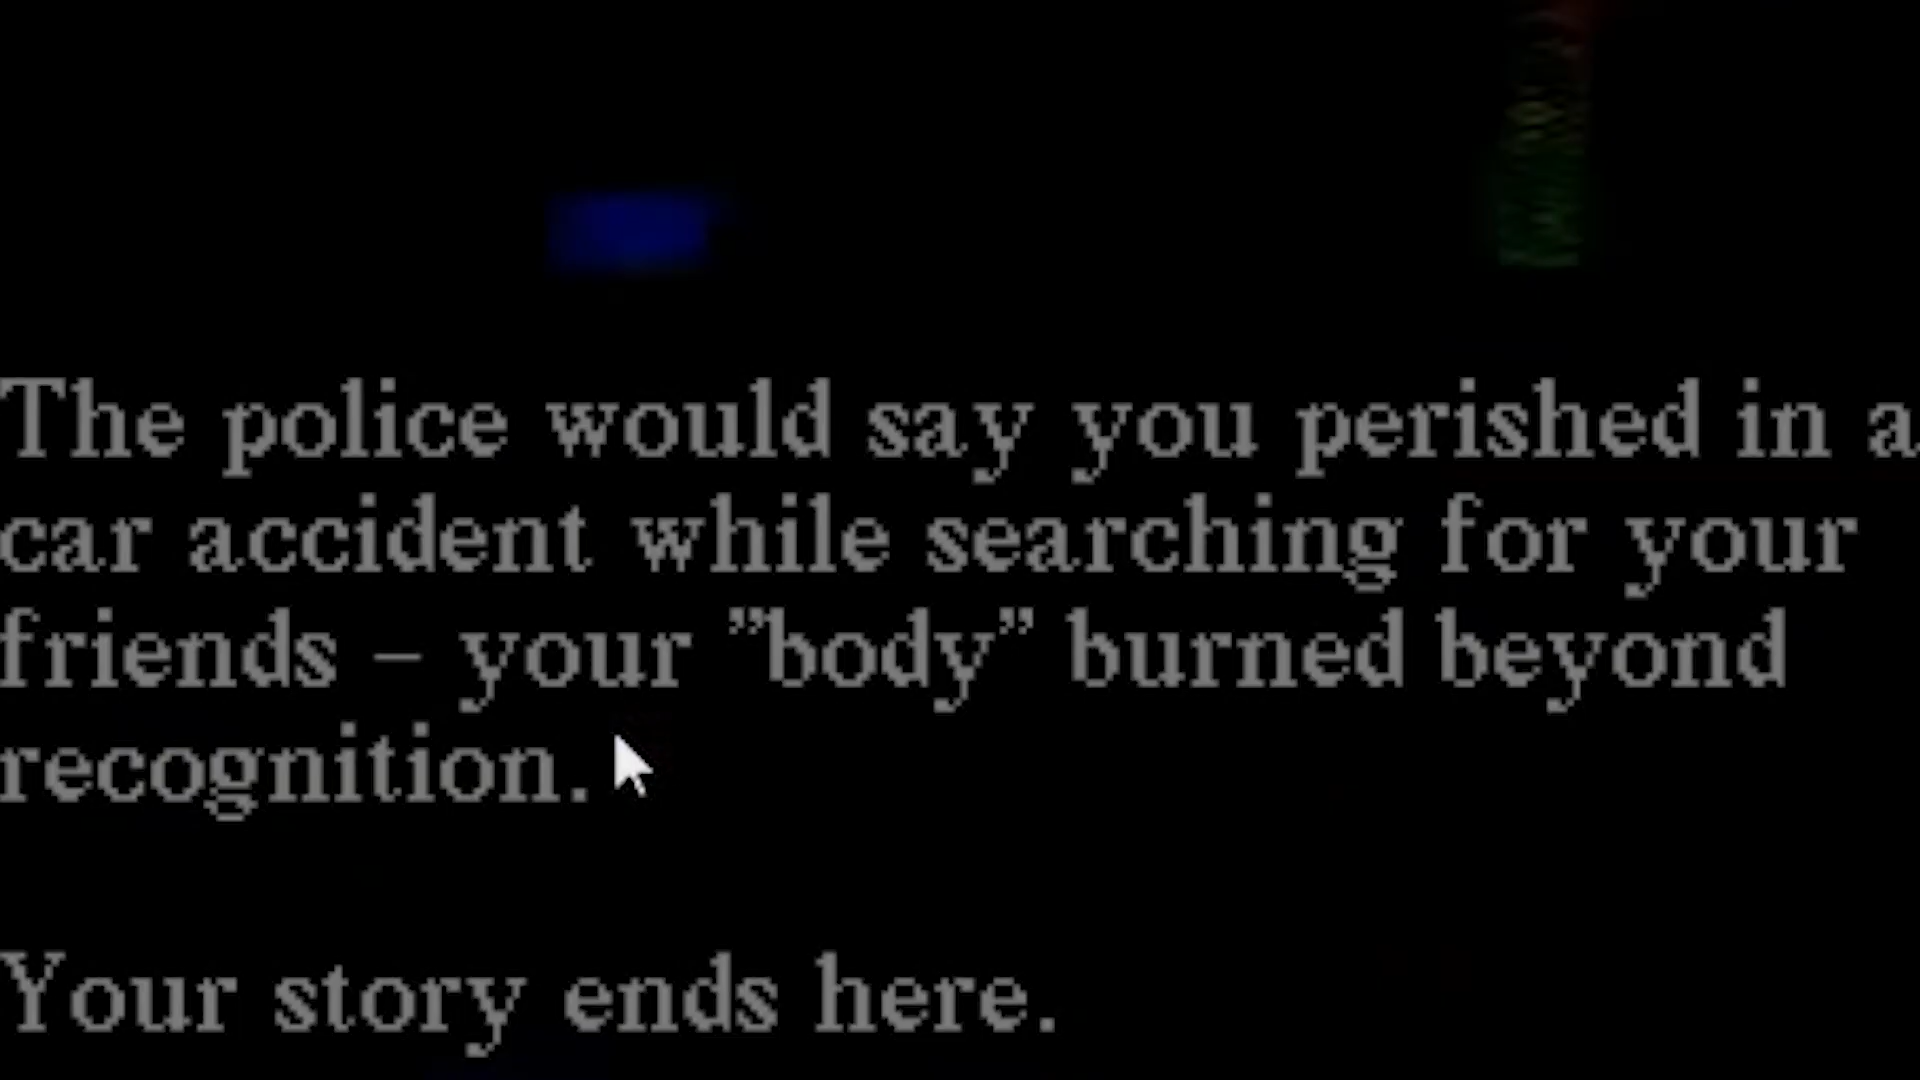 The police would say you perished in a
car accident while searching for your
friends – your ”body” burned beyond
recognition.
Your story ends here.